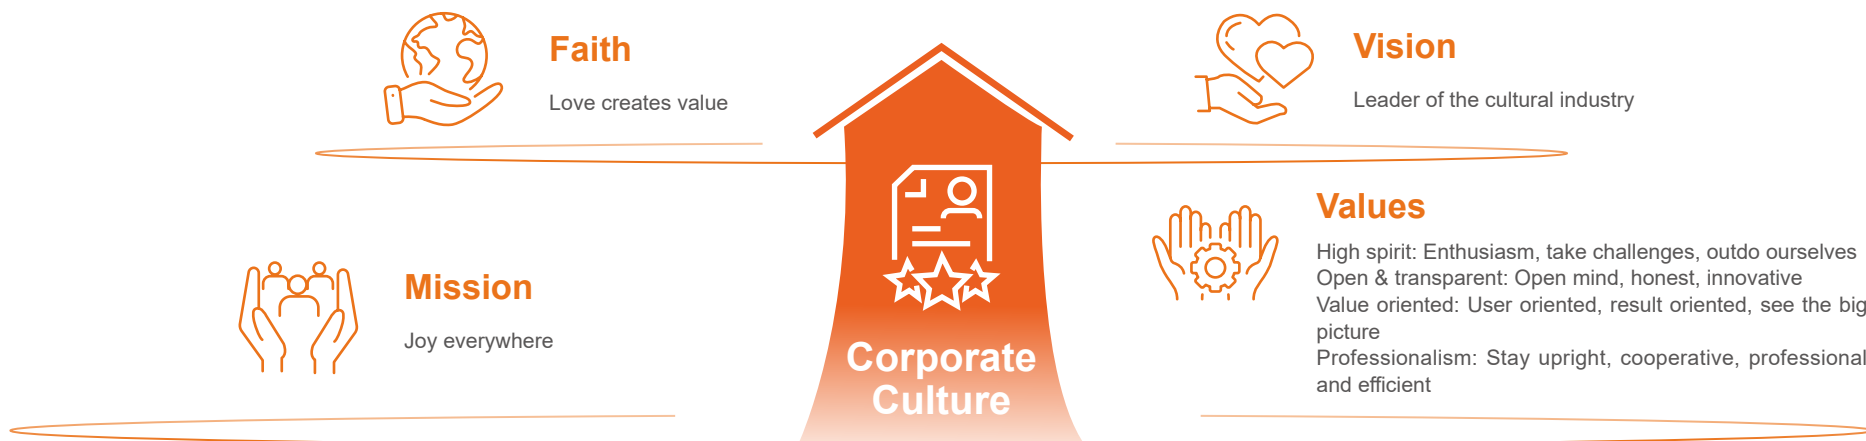 Faith
Love creates value
Vision
Leader of the cultural industry
Mission
Joy everywhere
Corporate
Culture
Values
High spirit: Enthusiasm, take challenges, outdo ourselves
Open & transparent: Open mind, honest, innovative
Value oriented: User oriented, result oriented, see the big
picture
Professionalism: Stay upright, cooperative, professional
and efficient